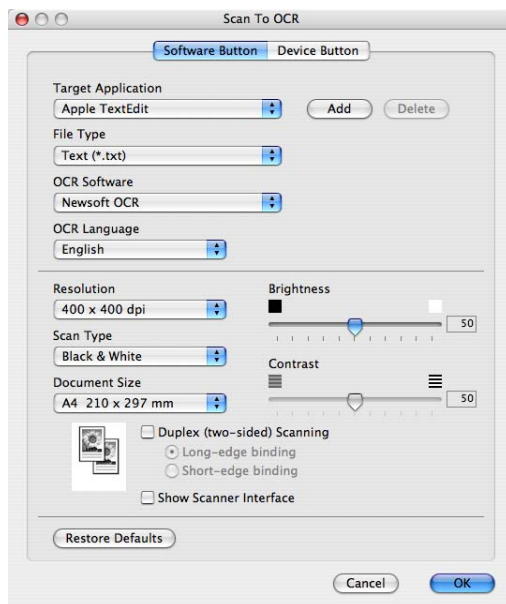 Scan To OCR
Software Button Device Button
Target Application
Apple TextEdit Add Delete
File Type
Text (*.txt)
OCR Software
Newsoft OCR
OCR Language
English
Resolution Brightness
400 x 400 dpi
50
Scan Type
Black & White
Contrast
Document Size
A4 210 x 297 mm 50
Duplex (two-sided) Scanning
Long-edge binding
Short-edge binding
Show Scanner Interface
Restore Defaults
Cancel OK